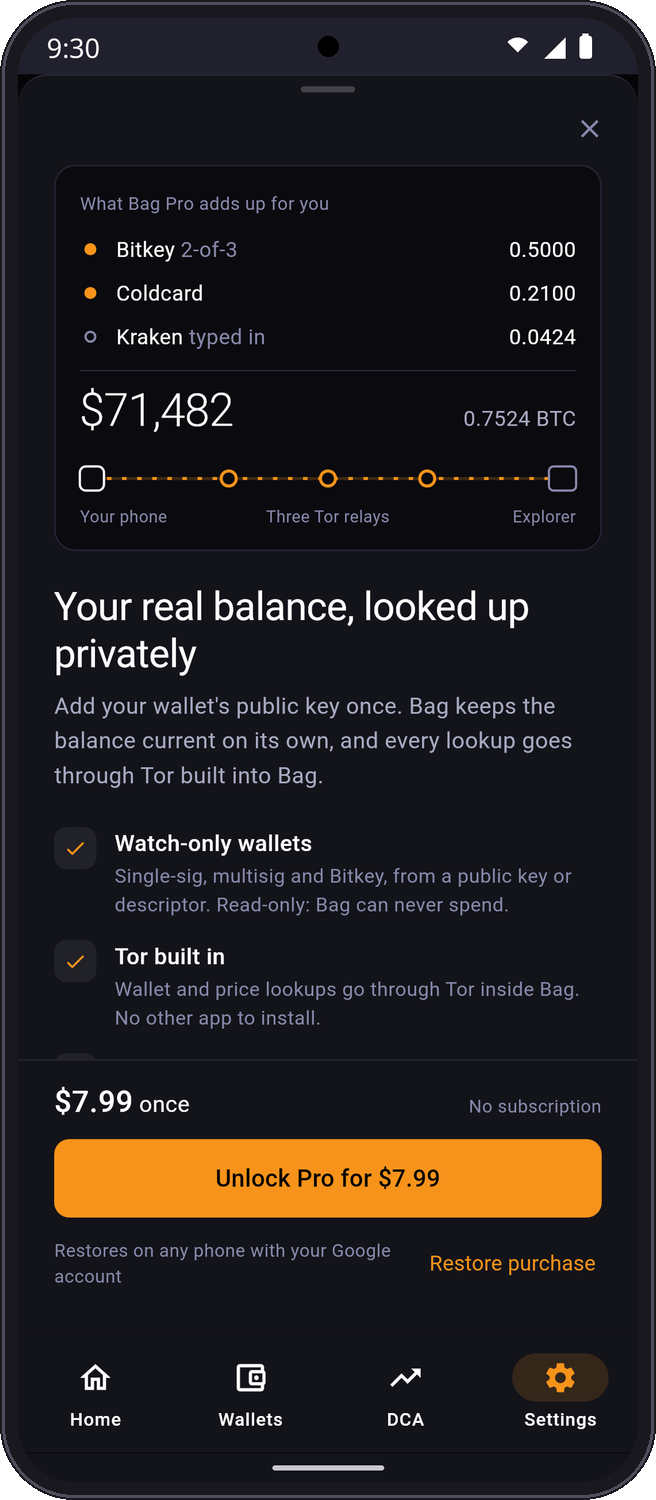 9:30
What Bag Pro adds up for you
Bitkey 2-of-3 0.5000
Coldcard 0.2100
Kraken typed in 0.0424
$71,482 0.7524 BTC
Your phone Three Tor relays Explorer
Your real balance, looked up
privately
Add your wallet's public key once. Bag keeps the
balance current on its own, and every lookup goes
through Tor built into Bag.
Watch-only wallets
Single-sig, multisig and Bitkey, from a public key or
descriptor. Read-only: Bag can never spend.
Tor built in
Wallet and price lookups go through Tor inside Bag.
No other app to install.
$7.99 once No subscription
Unlock Pro for $7.99
Restores on any phone with your Google
account
Restore purchase
Home Wallets DCA Settings